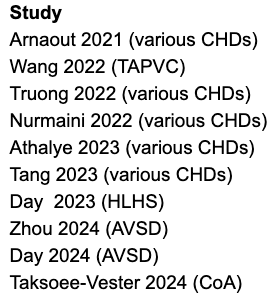 Study
Arnaout 2021 (various CHDs)
Wang 2022 (TAPVC)
Truong 2022 (various CHDs)
Nurmaini 2022 (various CHDs)
Athalye 2023 (various CHDs)
Tang 2023 (various CHDs)
Day  2023 (HLHS)
Zhou 2024 (AVSD)
Day 2024 (AVSD)
Taksoee-Vester 2024 (CoA)